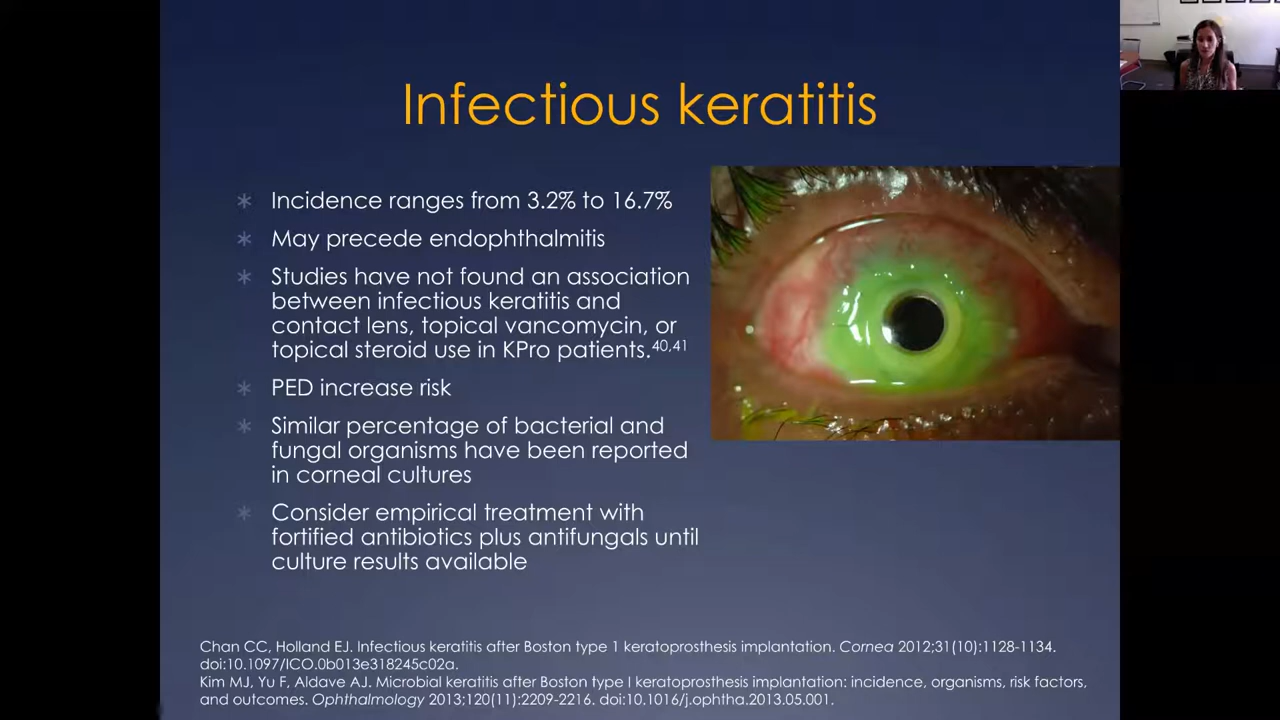 Infectious keratitis
Incidence ranges from 3.2% to 16.7%
May precede endophthalmitis
Studies have not found an association
between infectious keratitis and
contact lens, topical vancomycin, or
topical steroid use in KPro patients.40,41
PED increase risk
Similar percentage of bacterial and
fungal organisms have been reported
in corneal cultures
Consider empirical treatment with
fortified antibiotics plus antifungals until
culture results available
Chan CC, Holland EJ. Infectious keratitis after Boston type 1 keratoprosthesis implantation. Cornea 2012;31(10):1128-1134.
doi:10.1097/ICO.0b013e318245c02a.
Kim MJ, Yu F, Aldave AJ. Microbial keratitis after Boston type I keratoprosthesis implantation: incidence, organisms, risk factors,
and outcomes. Ophthalmology 2013;120(11):2209-2216. doi:10.1016/j.ophtha.2013.05.001.